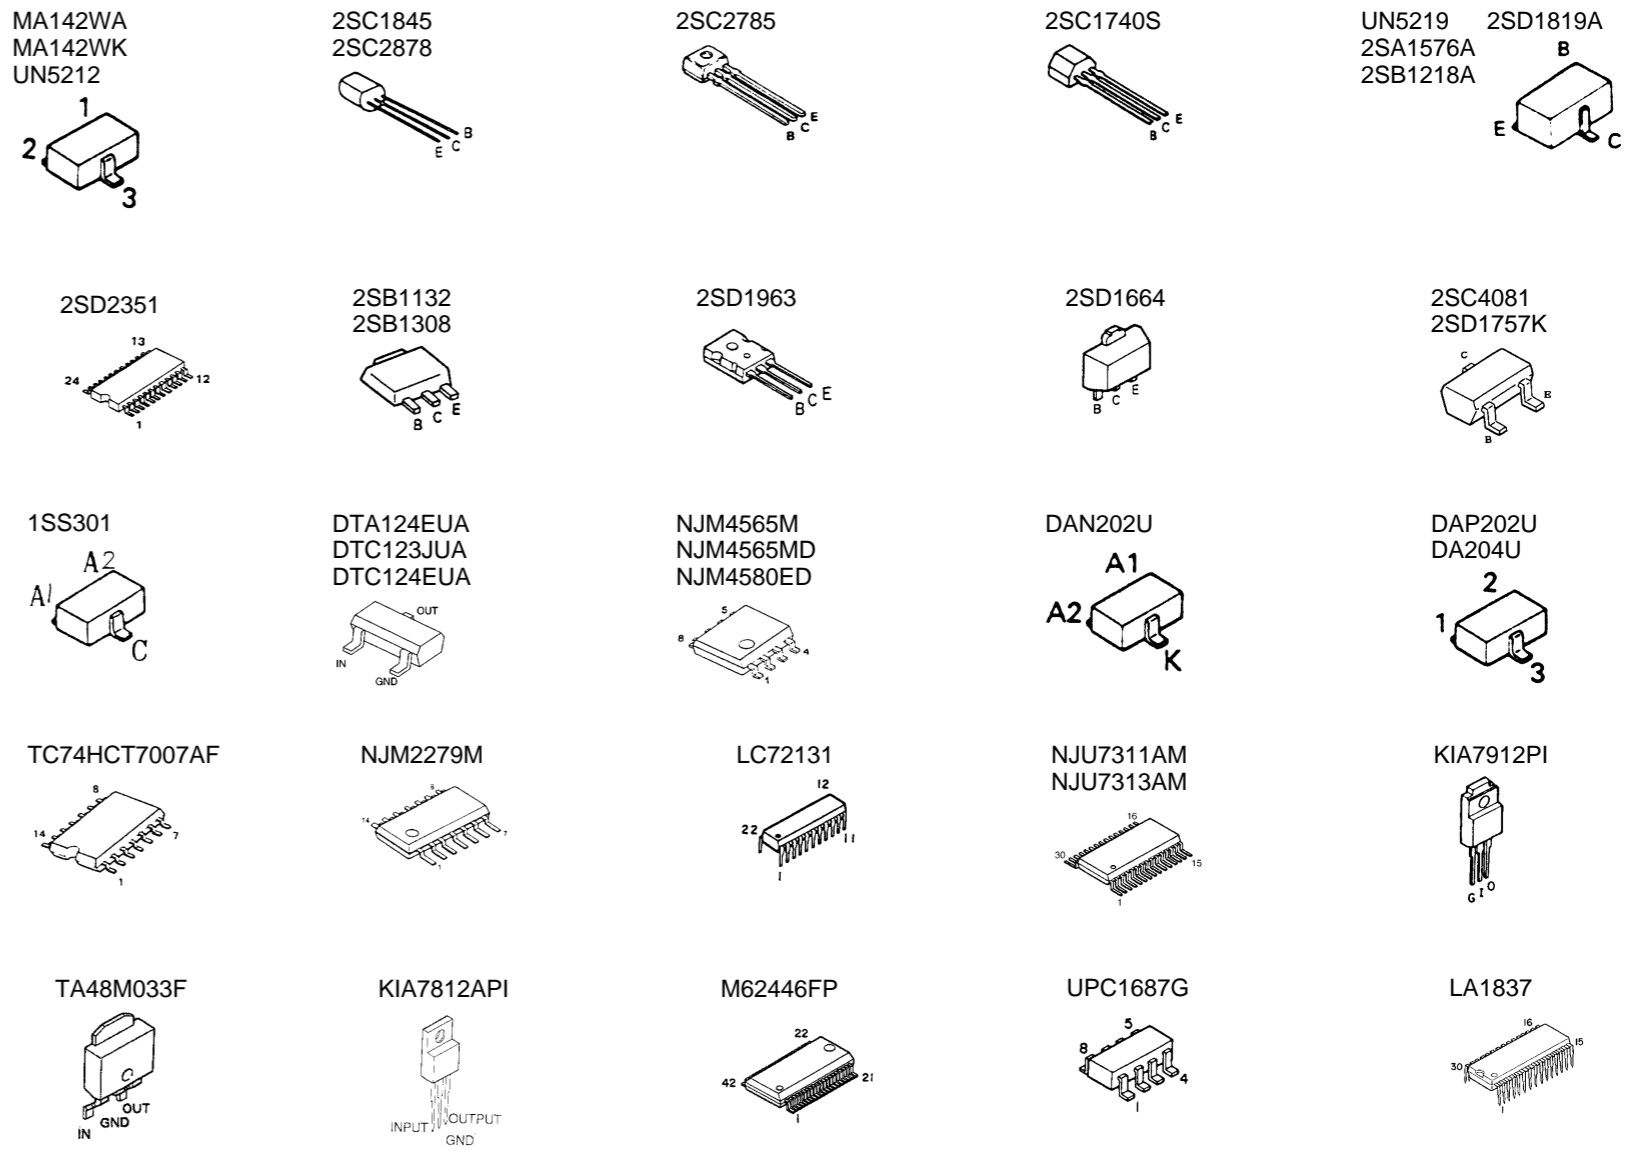 MA142WA
MA142WK
UN5212
1
2
3
2SC1845
2SC2878
B
C
E
2SC2785
E
C
B
2SC1740S
E
C
B
UN5219 2SD1819A
2SA1576A
2SB1218A
B
E
C
2SD2351
13
24
12
1
2SB1132
2SB1308
B C E
2SD1963
B C E
2SD1664
B C E
2SC4081
2SD1757K
C
E
B
1SS301
A2
A1
C
DTA124EUA
DTC123JUA
DTC124EUA
OUT
IN
GND
NJM4565M
NJM4565MD
NJM4580ED
5
8
4
1
DAN202U
A1
A2
K
DAP202U
DA204U
2
1
3
TC74HCT7007AF
8
14
7
1
NJM2279M
8
14
7
1
LC72131
12
22
11
1
NJU7311AM
NJU7313AM
16
30
15
1
KIA7912PI
G I O
TA48M033F
OUT
GND
IN
KIA7812API
INPUT
OUTPUT
GND
M62446FP
22
42
21
1
UPC1687G
5
8
4
1
LA1837
16
15
30
1